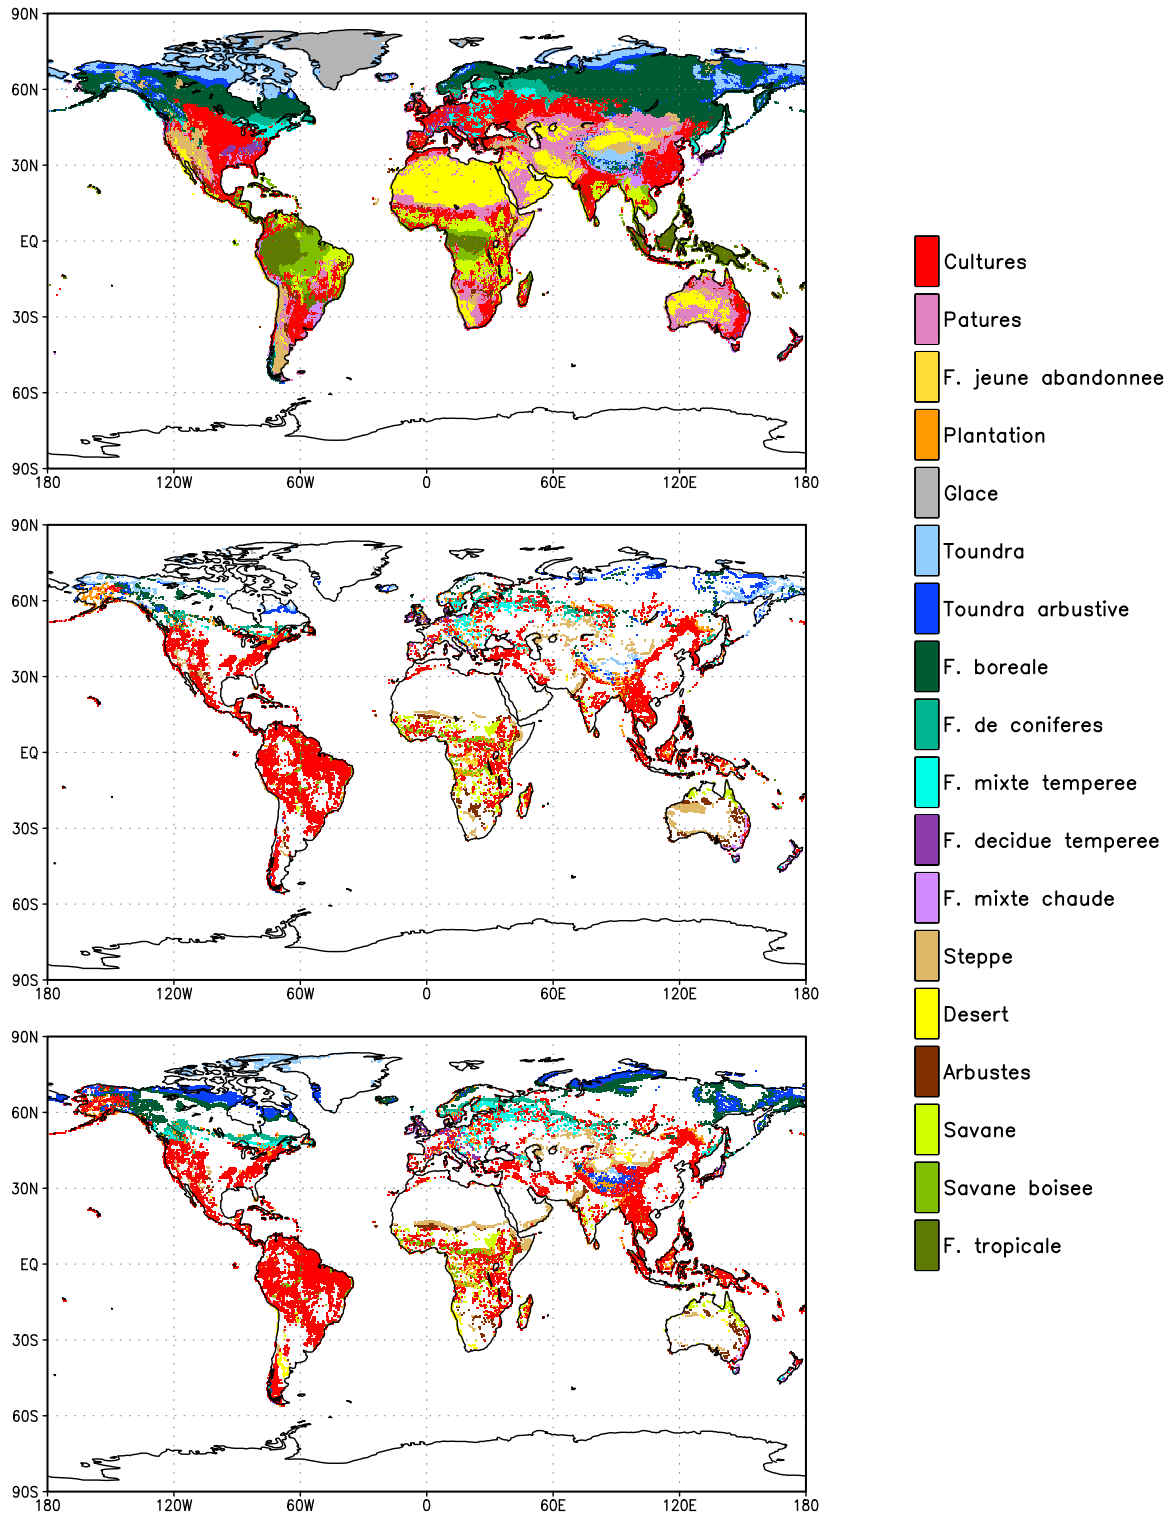 90N
60N
30N
EQ
30S
60S
90S
180 120W 60W 0 60E 120E 180
90N
60N
30N
EQ
30S
60S
90S
180 120W 60W 0 60E 120E 180
90N
60N
30N
EQ
30S
60S
90S
180 120W 60W 0 60E 120E 180
Cultures
Patures
F. jeune abandonnee
Plantation
Glace
Toundra
Toundra arbustive
F. boreale
F. de coniferes
F. mixte temperee
F. decidue temperee
F. mixte chaude
Steppe
Desert
Arbustes
Savane
Savane boisee
F. tropicale